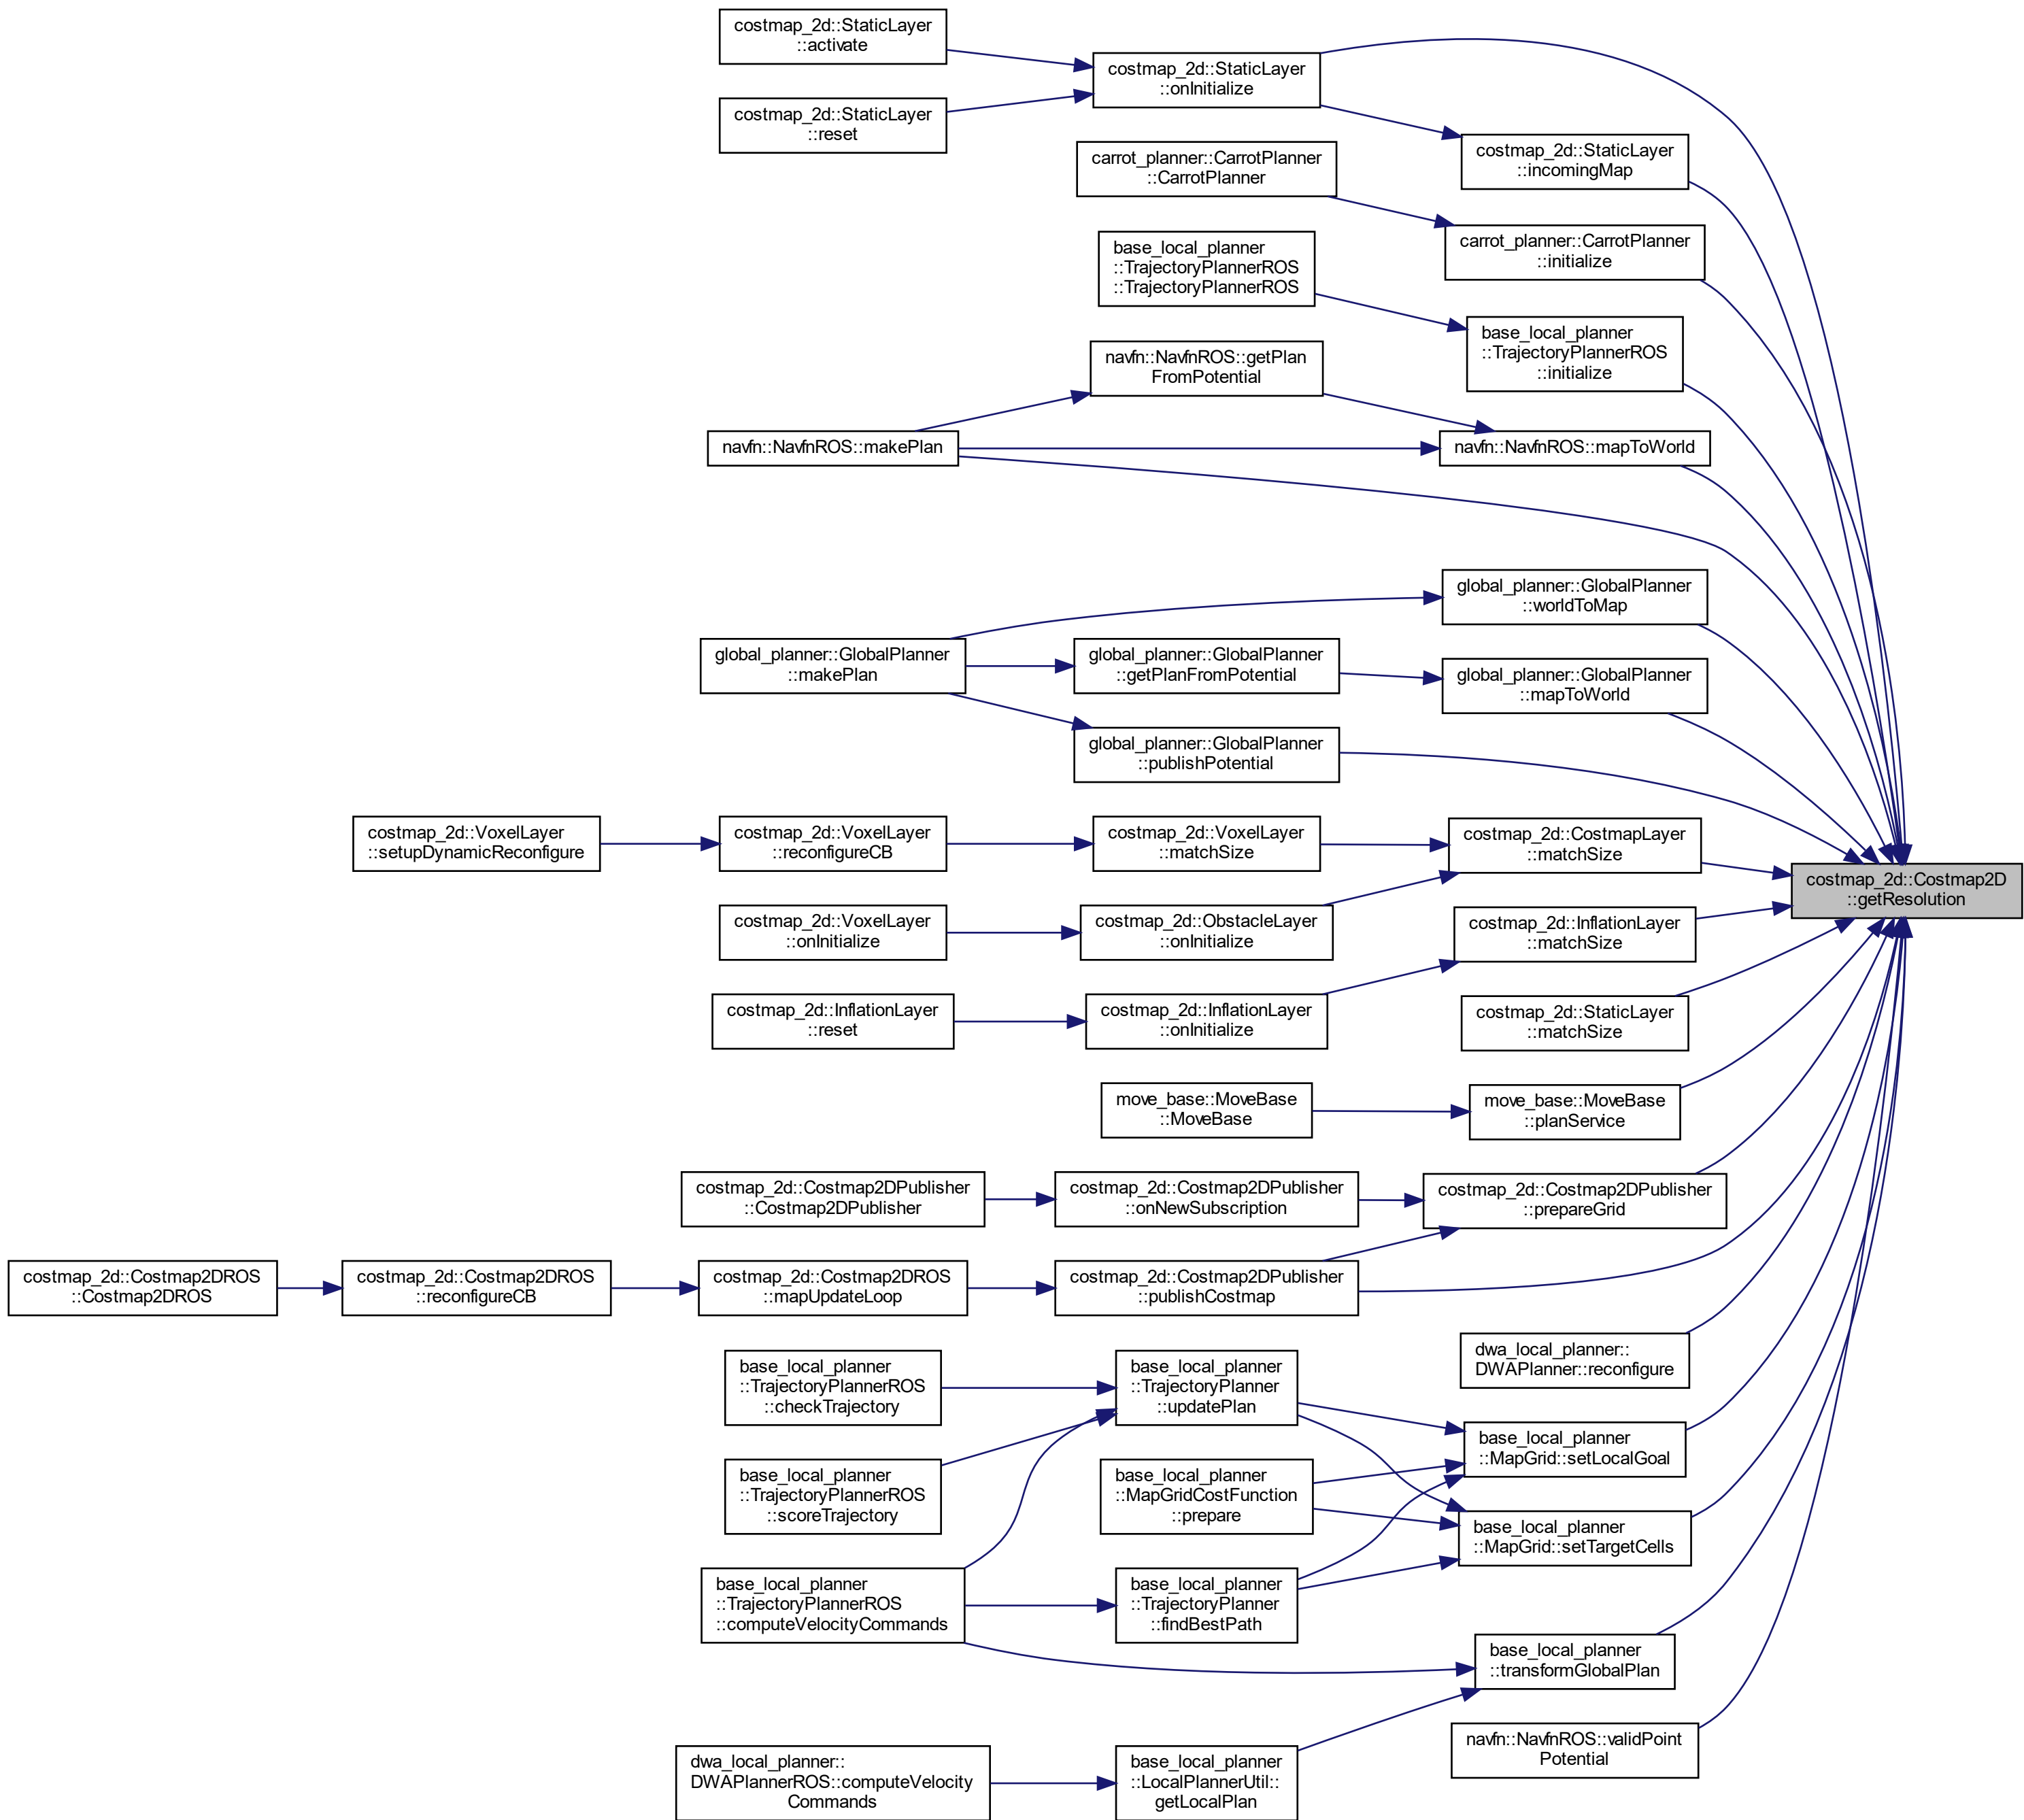 costmap_2d::StaticLayer
::activate
costmap_2d::StaticLayer
::onInitialize
costmap_2d::StaticLayer
::reset
costmap_2d::StaticLayer
::incomingMap
carrot_planner::CarrotPlanner
::CarrotPlanner
carrot_planner::CarrotPlanner
::initialize
base_local_planner
::TrajectoryPlannerROS
::TrajectoryPlannerROS
base_local_planner
::TrajectoryPlannerROS
::initialize
navfn::NavfnROS::getPlan
FromPotential
navfn::NavfnROS::makePlan
navfn::NavfnROS::mapToWorld
global_planner::GlobalPlanner
::worldToMap
global_planner::GlobalPlanner
::makePlan
global_planner::GlobalPlanner
::getPlanFromPotential
global_planner::GlobalPlanner
::mapToWorld
global_planner::GlobalPlanner
::publishPotential
costmap_2d::VoxelLayer
::setupDynamicReconfigure
costmap_2d::VoxelLayer
::reconfigureCB
costmap_2d::VoxelLayer
::matchSize
costmap_2d::CostmapLayer
::matchSize
costmap_2d::Costmap2D
::getResolution
costmap_2d::VoxelLayer
::onInitialize
costmap_2d::ObstacleLayer
::onInitialize
costmap_2d::InflationLayer
::matchSize
costmap_2d::InflationLayer
::reset
costmap_2d::InflationLayer
::onInitialize
costmap_2d::StaticLayer
::matchSize
move_base::MoveBase
::MoveBase
move_base::MoveBase
::planService
costmap_2d::Costmap2DPublisher
::Costmap2DPublisher
costmap_2d::Costmap2DPublisher
::onNewSubscription
costmap_2d::Costmap2DPublisher
::prepareGrid
costmap_2d::Costmap2DROS
::Costmap2DROS
costmap_2d::Costmap2DROS
::reconfigureCB
costmap_2d::Costmap2DROS
::mapUpdateLoop
costmap_2d::Costmap2DPublisher
::publishCostmap
dwa_local_planner::
DWAPlanner::reconfigure
base_local_planner
::TrajectoryPlannerROS
::checkTrajectory
base_local_planner
::TrajectoryPlanner
::updatePlan
base_local_planner
::MapGrid::setLocalGoal
base_local_planner
::TrajectoryPlannerROS
::scoreTrajectory
base_local_planner
::MapGridCostFunction
::prepare
base_local_planner
::MapGrid::setTargetCells
base_local_planner
::TrajectoryPlannerROS
::computeVelocityCommands
base_local_planner
::TrajectoryPlanner
::findBestPath
base_local_planner
::transformGlobalPlan
navfn::NavfnROS::validPoint
Potential
dwa_local_planner::
DWAPlannerROS::computeVelocity
Commands
base_local_planner
::LocalPlannerUtil::
getLocalPlan